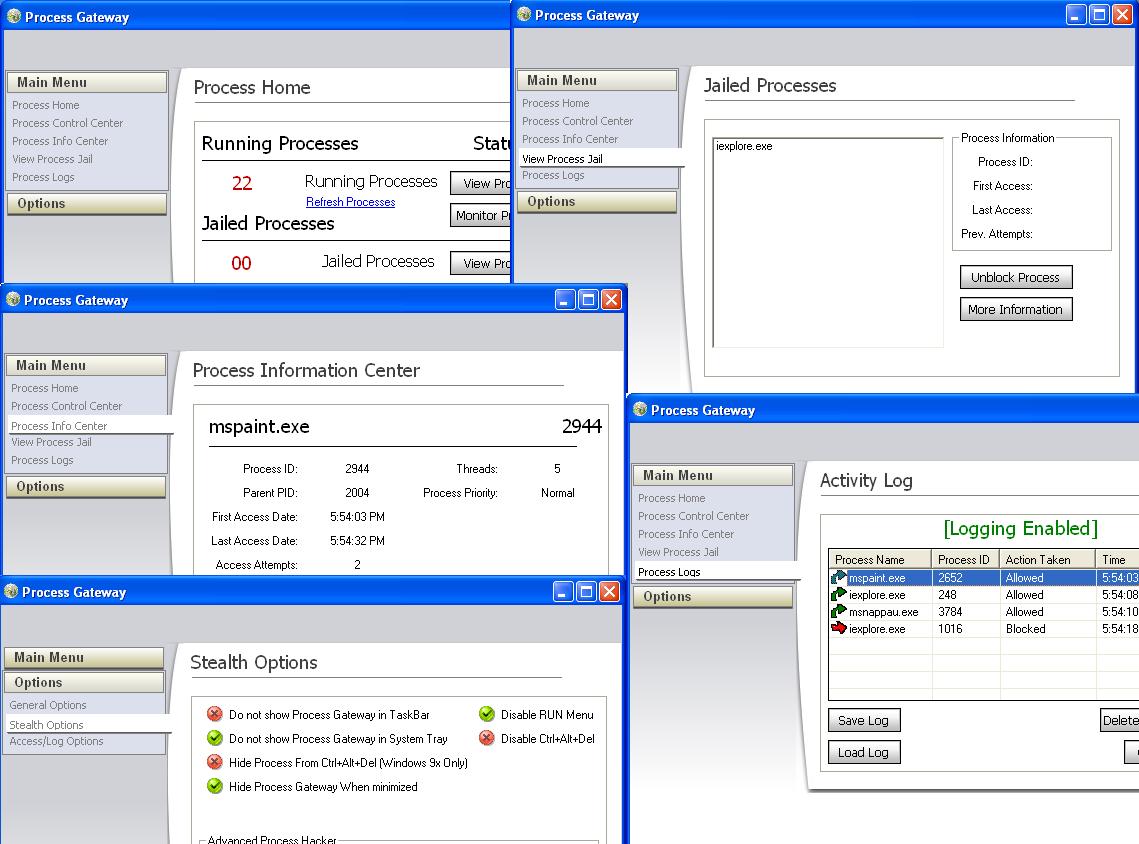 Process Gateway
Main Menu
Process Home
Process Control Center
Process Info Center
View Process Jail
Process Logs
Options
Process Home
Running Processes
22 Running Processes
Refresh Processes
Monitor
Jailed Processes
00 Jailed Processes
View
View
Process Gateway
Main Menu
Process Home
Process Control Center
Process Info Center
View Process Jail
Process Logs
Options
Jailed Processes
iexplore.exe
Process Information
Process ID:
First Access:
Last Access:
Prev. Attempts:
Unblock Process
More Information
Process Gateway
Main Menu
Process Home
Process Control Center
Process Info Center
View Process Jail
Process Logs
Options
Process Information Center
mspaint.exe 2944
Process ID: 2944 Threads: 5
Parent PID: 2004 Process Priority: Normal
First Access Date: 5:54:03 PM
Last Access Date: 5:54:32 PM
Access Attempts: 2
Process Gateway
Main Menu
Process Home
Process Control Center
Process Info Center
View Process Jail
Process Logs
Options
Activity Log
[Logging Enabled]
Process Name Process ID Action Taken Time
mspaint.exe 2652 Allowed 5:54:03
iexplore.exe 248 Allowed 5:54:08
msnappau.exe 3784 Allowed 5:54:10
iexplore.exe 1016 Blocked 5:54:18
Save Log Delete
Load Log
Process Gateway
Main Menu
Options
General Options
Stealth Options
Access/Log Options
Stealth Options
Do not show Process Gateway in TaskBar Disable RUN Menu
Do not show Process Gateway in System Tray Disable Ctrl+Alt+Del
Hide Process From Ctrl+Alt+Del (Windows 9x Only)
Hide Process Gateway When minimized
Advanced Process Hacker